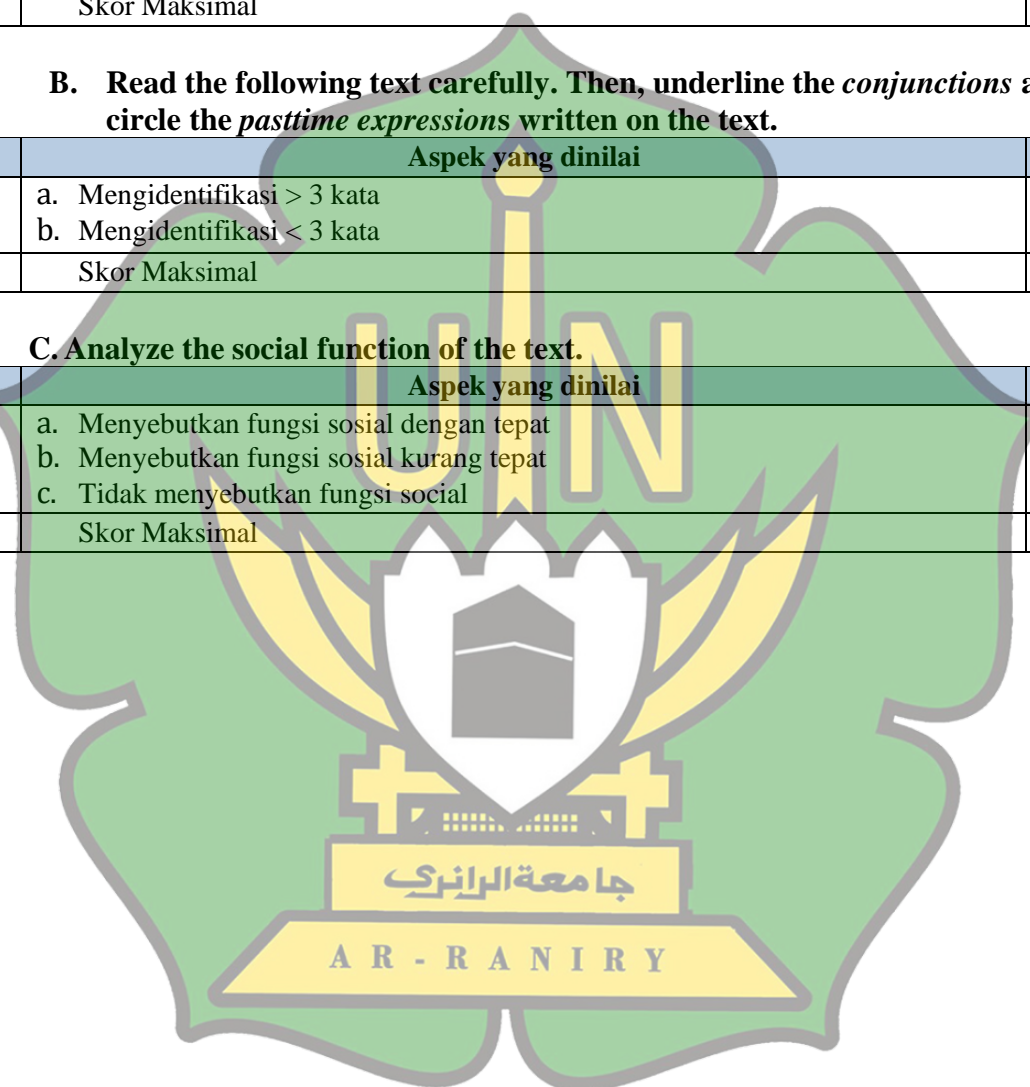 Skor Maksimal
B. Read the following text carefully. Then, underline the conjunctions
circle the pasttime expressions written on the text.
Aspek yang dinilai
a. Mengidentifikasi > 3 kata
b. Mengidentifikasi < 3 kata
Skor Maksimal
C. Analyze the social function of the text.
Aspek yang dinilai
a. Menyebutkan fungsi sosial dengan tepat
b. Menyebutkan fungsi sosial kurang tepat
c. Tidak menyebutkan fungsi social
Skor Maksimal
UIN
جامعة الرانري
AR-RANIRY